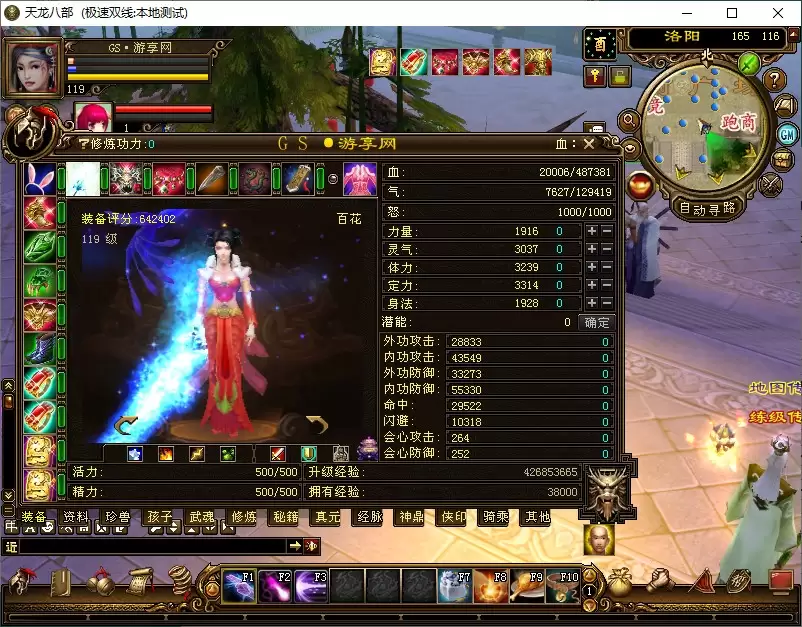 天龙八部 (极速双线:本地测试)
GS·游享网
119
1
酉
洛阳 165 116
北
竞
广场
跑商
GM
自动寻路
修炼功力:0
GS ●游享网
血:
装备评分:642402
百花
119 级
血: 20006/487381
气: 7627/129419
怒: 1000/1000
力量: 1916 0
灵气: 3037 0
体力: 3239 0
定力: 3314 0
身法: 1928 0
潜能: 0 确定
外功攻击: 28833 0
内功攻击: 43549 0
外功防御: 33273 0
内功防御: 55330 0
命中: 29522 0
闪避: 10318 0
会心攻击: 264 0
会心防御: 252 0
活力: 500/500 升级经验: 426853665
精力: 500/500 拥有经验: 38000
装备 资料 珍兽 孩子 武魂 修炼 秘籍 真元 经脉 神鼎 侠印 骑乘 其他
地图传
练级传
近
F1 F2 F3 F7 F8 F9 F10
1